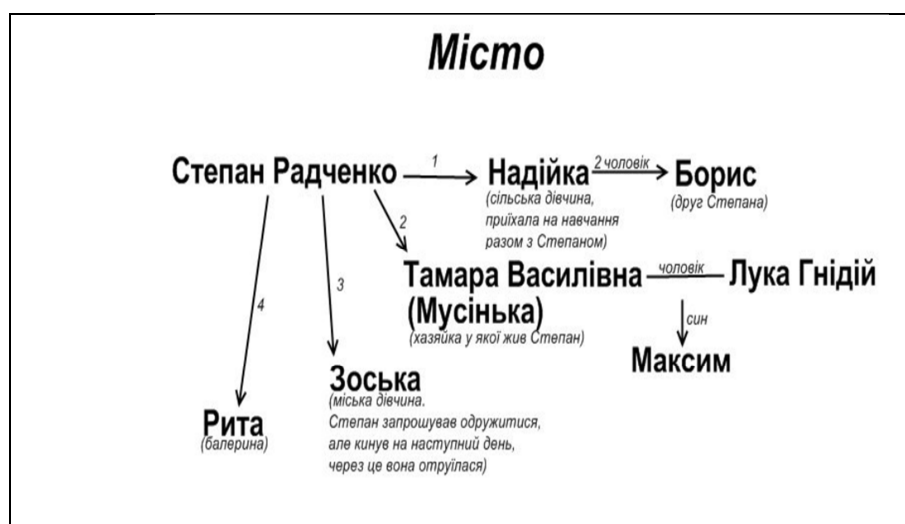 Місто
Степан Радченко
1
Надійка
(сільська дівчина,
приїхала на навчання
разом з Степаном)
2 чоловік
Борис
(друг Степана)
2
Тамара Василівна
(Мусінька)
(хазяйка у якої жив Степан)
чоловік
Лука Гнідій
син
Максим
3
Зоська
(міська дівчина.
Степан запрошував одружитися,
але кинув на наступний день,
через це вона отруїлася)
4
Рита
(балерина)